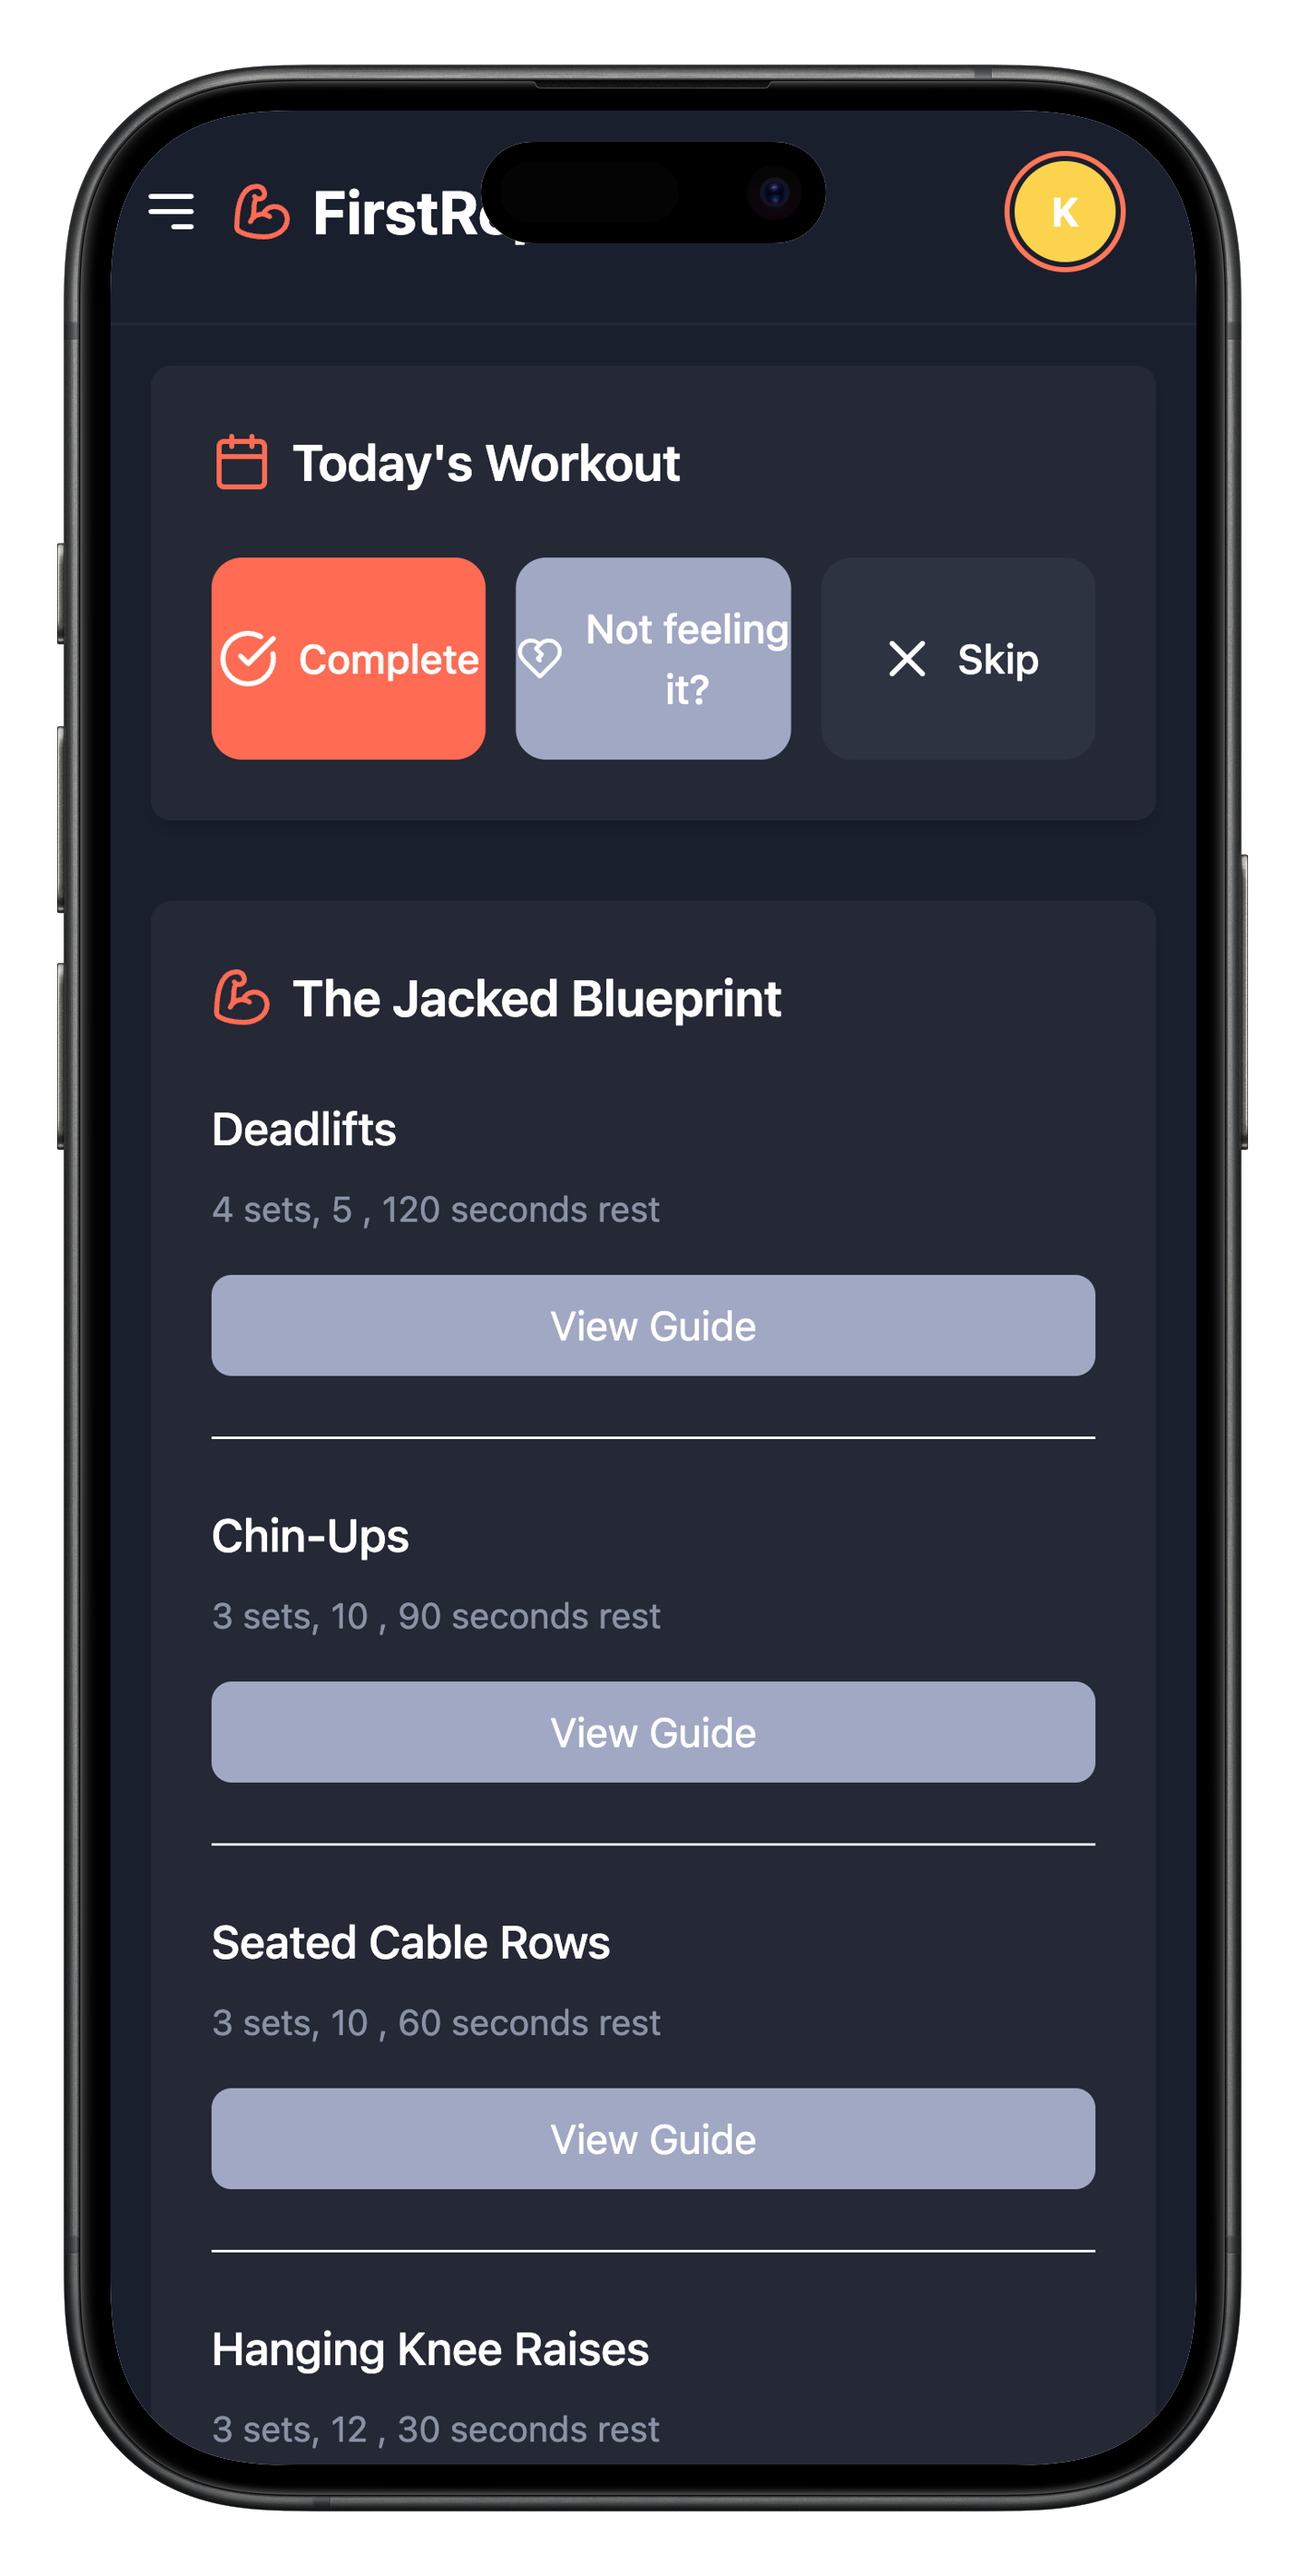 FirstRe
K
Today's Workout
Complete
Not feeling
it?
Skip
The Jacked Blueprint
Deadlifts
4 sets, 5 , 120 seconds rest
View Guide
Chin-Ups
3 sets, 10 , 90 seconds rest
View Guide
Seated Cable Rows
3 sets, 10 , 60 seconds rest
View Guide
Hanging Knee Raises
3 sets, 12 , 30 seconds rest